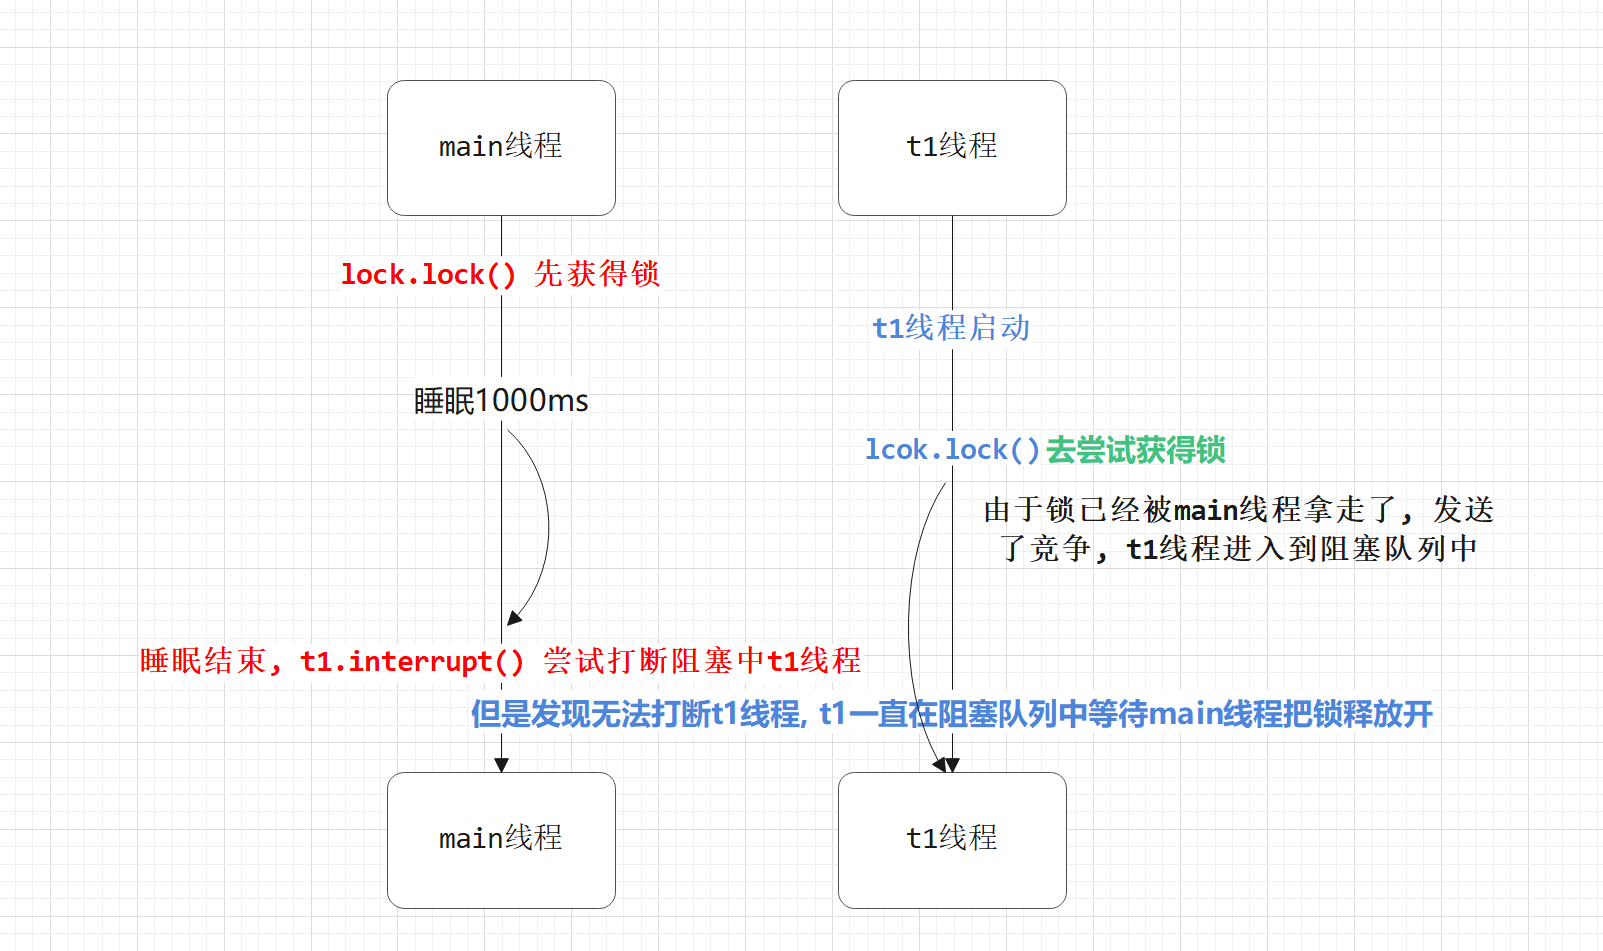 main线程
t1线程
lock.lock() 先获得锁
t1线程启动
睡眠1000ms
lcok.lock()去尝试获得锁
由于锁已经被main线程拿走了, 发送
了竞争, t1线程进入到阻塞队列中
睡眠结束, t1.interrupt() 尝试打断阻塞中t1线程
但是发现无法打断t1线程, t1一直在阻塞队列中等待main线程把锁释放开
main线程
t1线程